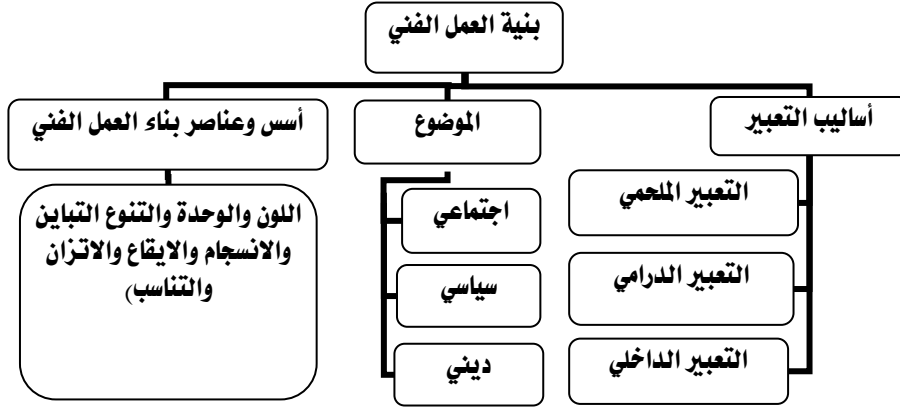 بنية العمل الفني
أساليب التعبير
الموضوع
أسس وعناصر بناء العمل الفني
التعبير الملحمي
التعبير الدرامي
التعبير الداخلي
اجتماعي
سياسي
ديني
اللون والوحدة والتنوع التباين
والانسجام والايقاع والاتزان
والتناسب)